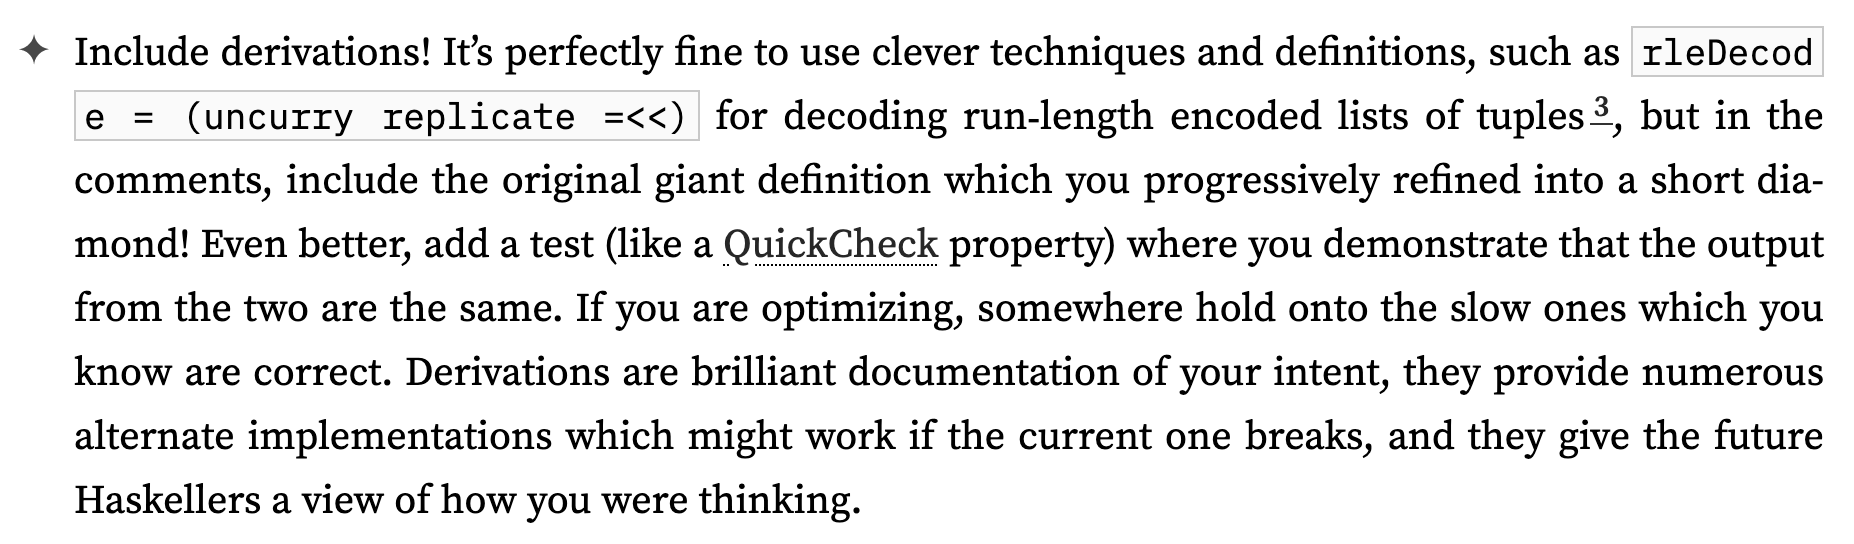 ✦ Include derivations! It’s perfectly fine to use clever techniques and definitions, such as rleDecod
e = (uncurry replicate =<<) for decoding run-length encoded lists of tuples3, but in the
comments, include the original giant definition which you progressively refined into a short dia-
mond! Even better, add a test (like a QuickCheck property) where you demonstrate that the output
from the two are the same. If you are optimizing, somewhere hold onto the slow ones which you
know are correct. Derivations are brilliant documentation of your intent, they provide numerous
alternate implementations which might work if the current one breaks, and they give the future
Haskellers a view of how you were thinking.